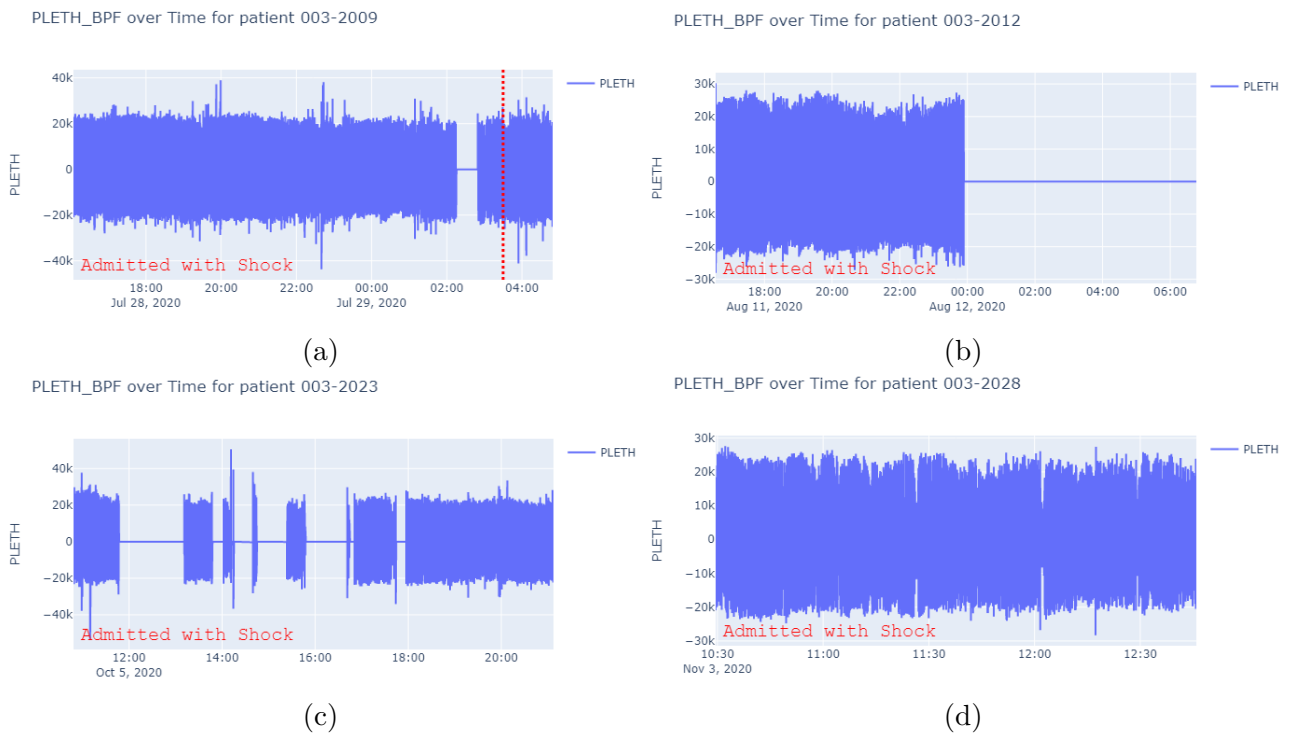 PLETH_BPF over Time for patient 003-2009
40k
20k
0
−20k
−40k
PLETH
PLETH
Admitted with Shock
18:00
20:00
22:00
00:00
02:00
04:00
Jul 28, 2020
Jul 29, 2020
(a)
PLETH_BPF over Time for patient 003-2012
30k
20k
10k
0
−10k
−20k
−30k
PLETH
PLETH
Admitted with Shock
18:00
20:00
22:00
00:00
02:00
04:00
06:00
Aug 11, 2020
Aug 12, 2020
(b)
PLETH_BPF over Time for patient 003-2023
40k
20k
0
−20k
−40k
PLETH
PLETH
Admitted with Shock
12:00
14:00
16:00
18:00
20:00
Oct 5, 2020
(c)
PLETH_BPF over Time for patient 003-2028
30k
20k
10k
0
−10k
−20k
−30k
PLETH
PLETH
Admitted with Shock
10:30
11:00
11:30
12:00
12:30
Nov 3, 2020
(d)